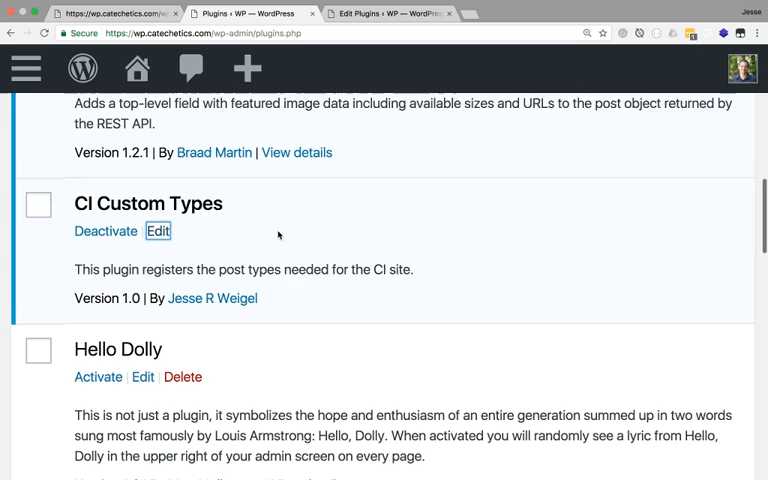 https://wp.catechetics.com/w
Plugins ‹ WP — WordPress
Edit Plugins ‹ WP — WordPres
Jesse
Secure https://wp.catechetics.com/wp-admin/plugins.php
Adds a top-level field with featured image data including available sizes and URLs to the post object returned by
the REST API.
Version 1.2.1 | By Braad Martin | View details
CI Custom Types
Deactivate | Edit
This plugin registers the post types needed for the CI site.
Version 1.0 | By Jesse R Weigel
Hello Dolly
Activate | Edit | Delete
This is not just a plugin, it symbolizes the hope and enthusiasm of an entire generation summed up in two words
sung most famously by Louis Armstrong: Hello, Dolly. When activated you will randomly see a lyric from Hello,
Dolly in the upper right of your admin screen on every page.